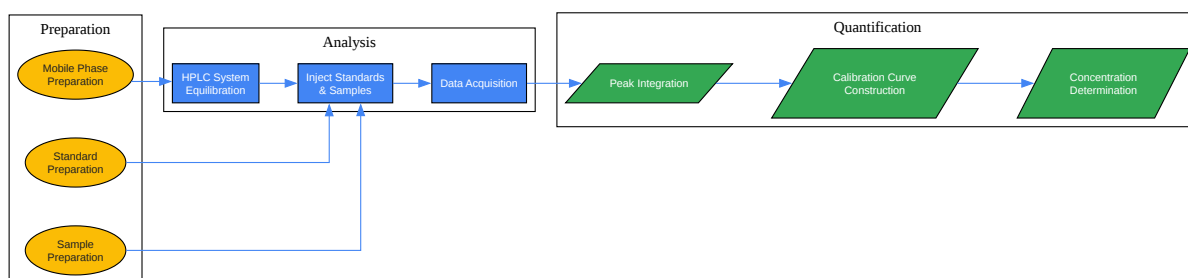 Preparation
Mobile Phase
Preparation
Standard
Preparation
Sample
Preparation
Analysis
HPLC System
Equilibration
Inject Standards
& Samples
Data Acquisition
Quantification
Peak Integration
Calibration Curve
Construction
Concentration
Determination